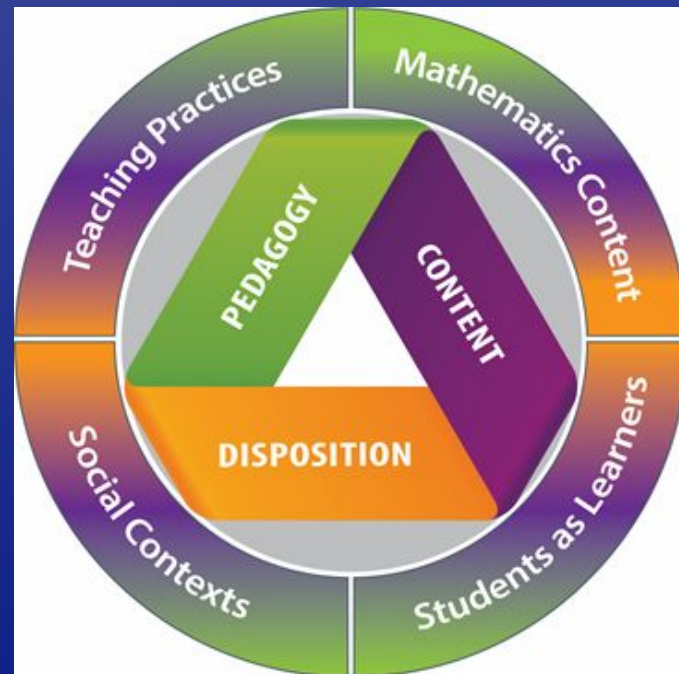 Teaching Practices
Mathematics Content
PEDAGOGY
CONTENT
DISPOSITION
Social Contexts
Students as Learners